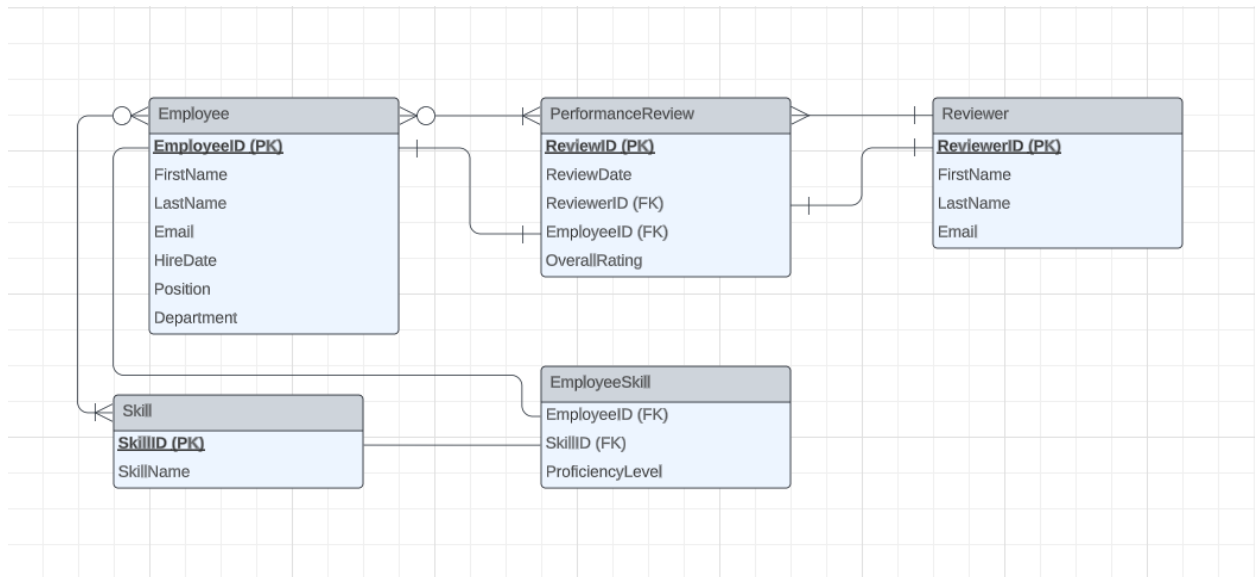 Employee
EmployeeID (PK)
FirstName
LastName
Email
HireDate
Position
Department
PerformanceReview
ReviewID (PK)
ReviewDate
ReviewerID (FK)
EmployeeID (FK)
OverallRating
Reviewer
ReviewerID (PK)
FirstName
LastName
Email
Skill
SkillID (PK)
SkillName
EmployeeSkill
EmployeeID (FK)
SkillID (FK)
ProficiencyLevel